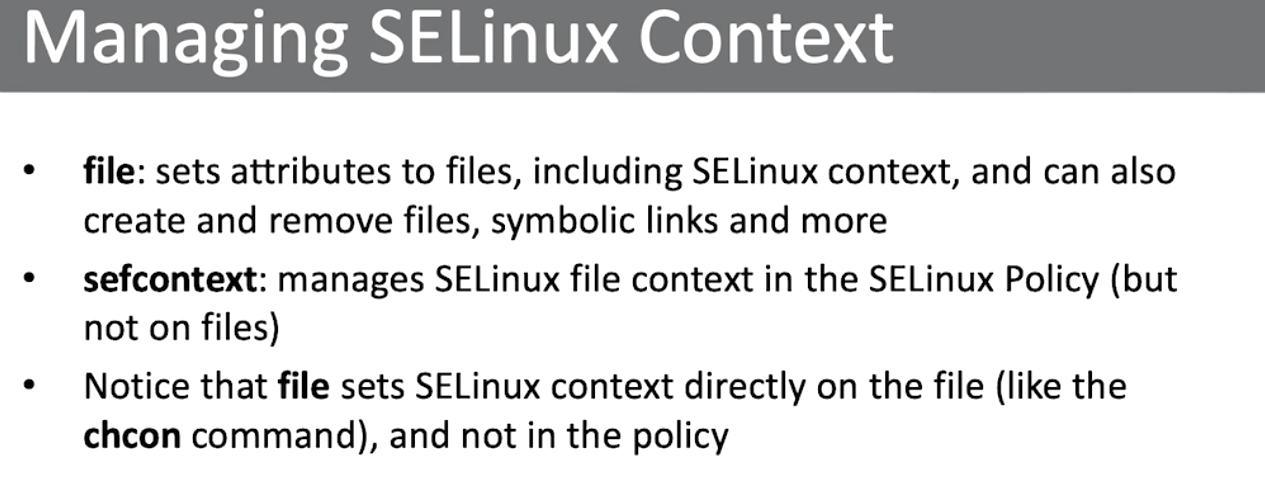 Managing SELinux Context
• file: sets attributes to files, including SELinux context, and can also
create and remove files, symbolic links and more
• sefcontext: manages SELinux file context in the SELinux Policy (but
not on files)
• Notice that file sets SELinux context directly on the file (like the
chcon command), and not in the policy